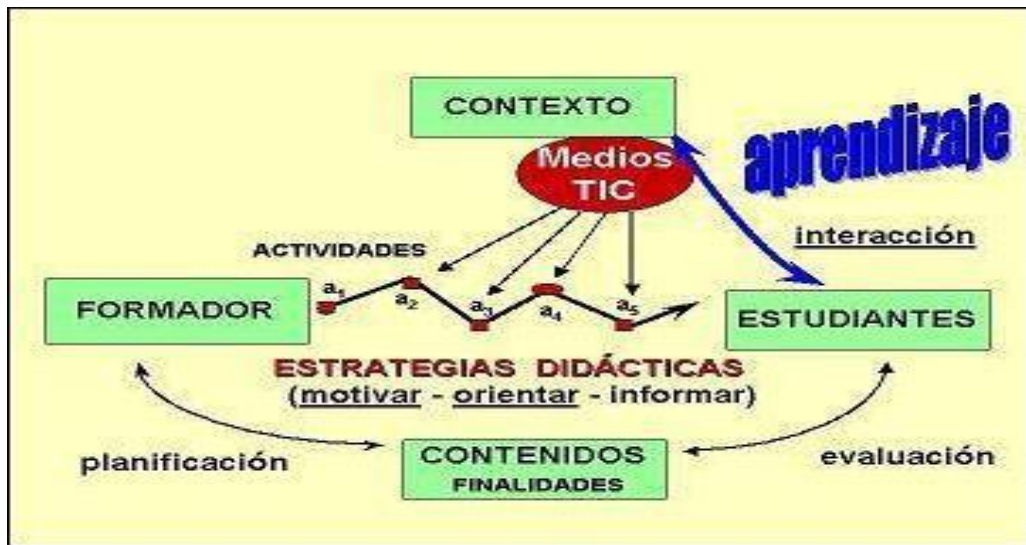 CONTEXTO
Medios
TIC
aprendizaje
interacción
ACTIVIDADES
a1
a2
a3
a4
a5
FORMADOR
ESTUDIANTES
ESTRATEGIAS DIDÁCTICAS
(motivar - orientar - informar)
planificación
CONTENIDOS
FINALIDADES
evaluación